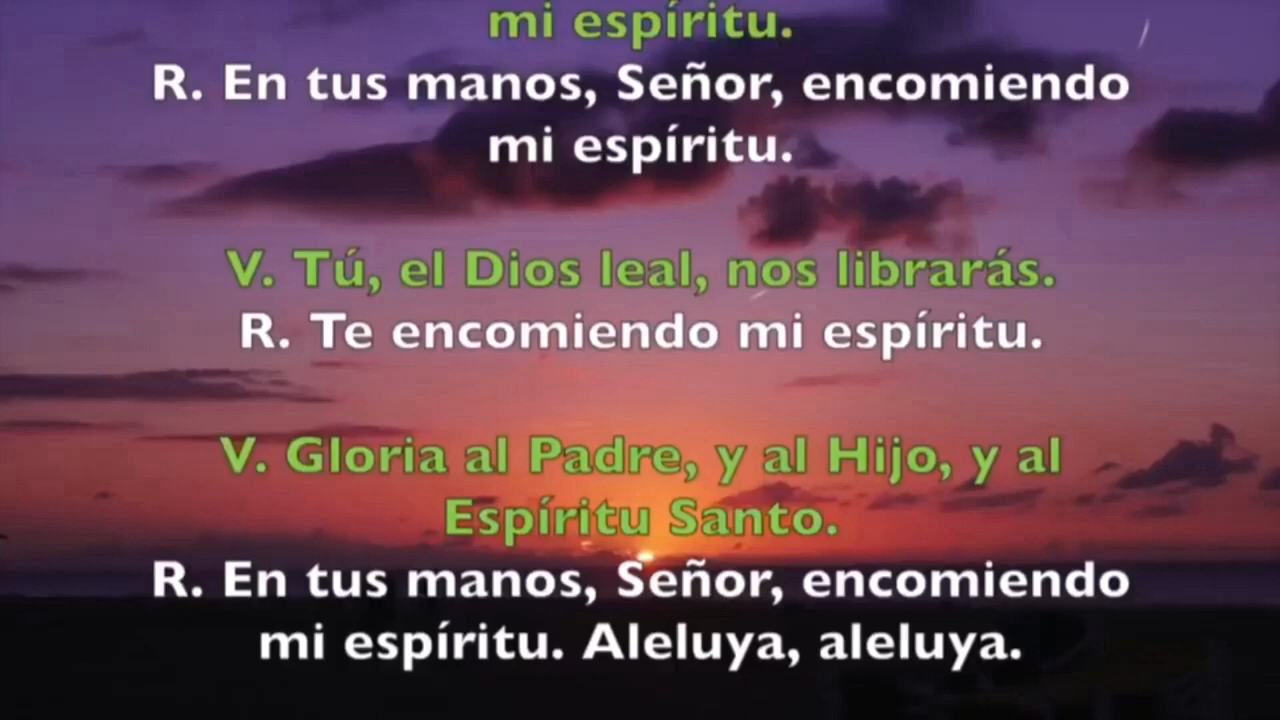 mi espíritu.
R. En tus manos, Señor, encomiendo
mi espíritu.
V. Tú, el Dios leal, nos librarás.
R. Te encomiendo mi espíritu.
V. Gloria al Padre, y al Hijo, y al
Espíritu Santo.
R. En tus manos, Señor, encomiendo
mi espíritu. Aleluya, aleluya.